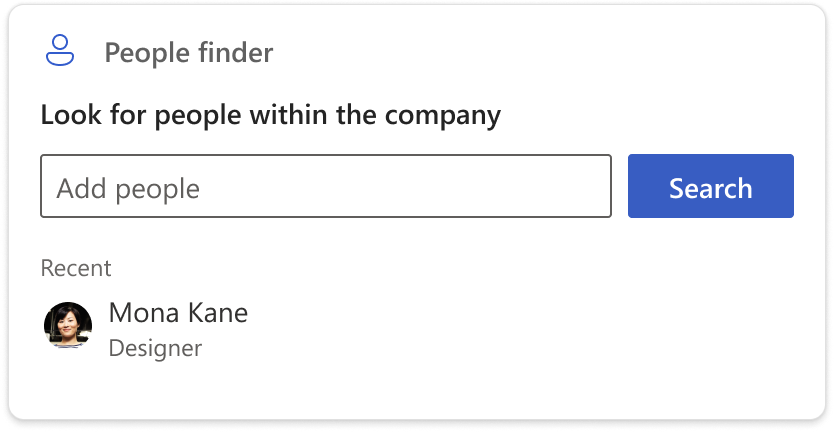 People finder
Look for people within the company
Add people
Search
Recent
Mona Kane
Designer